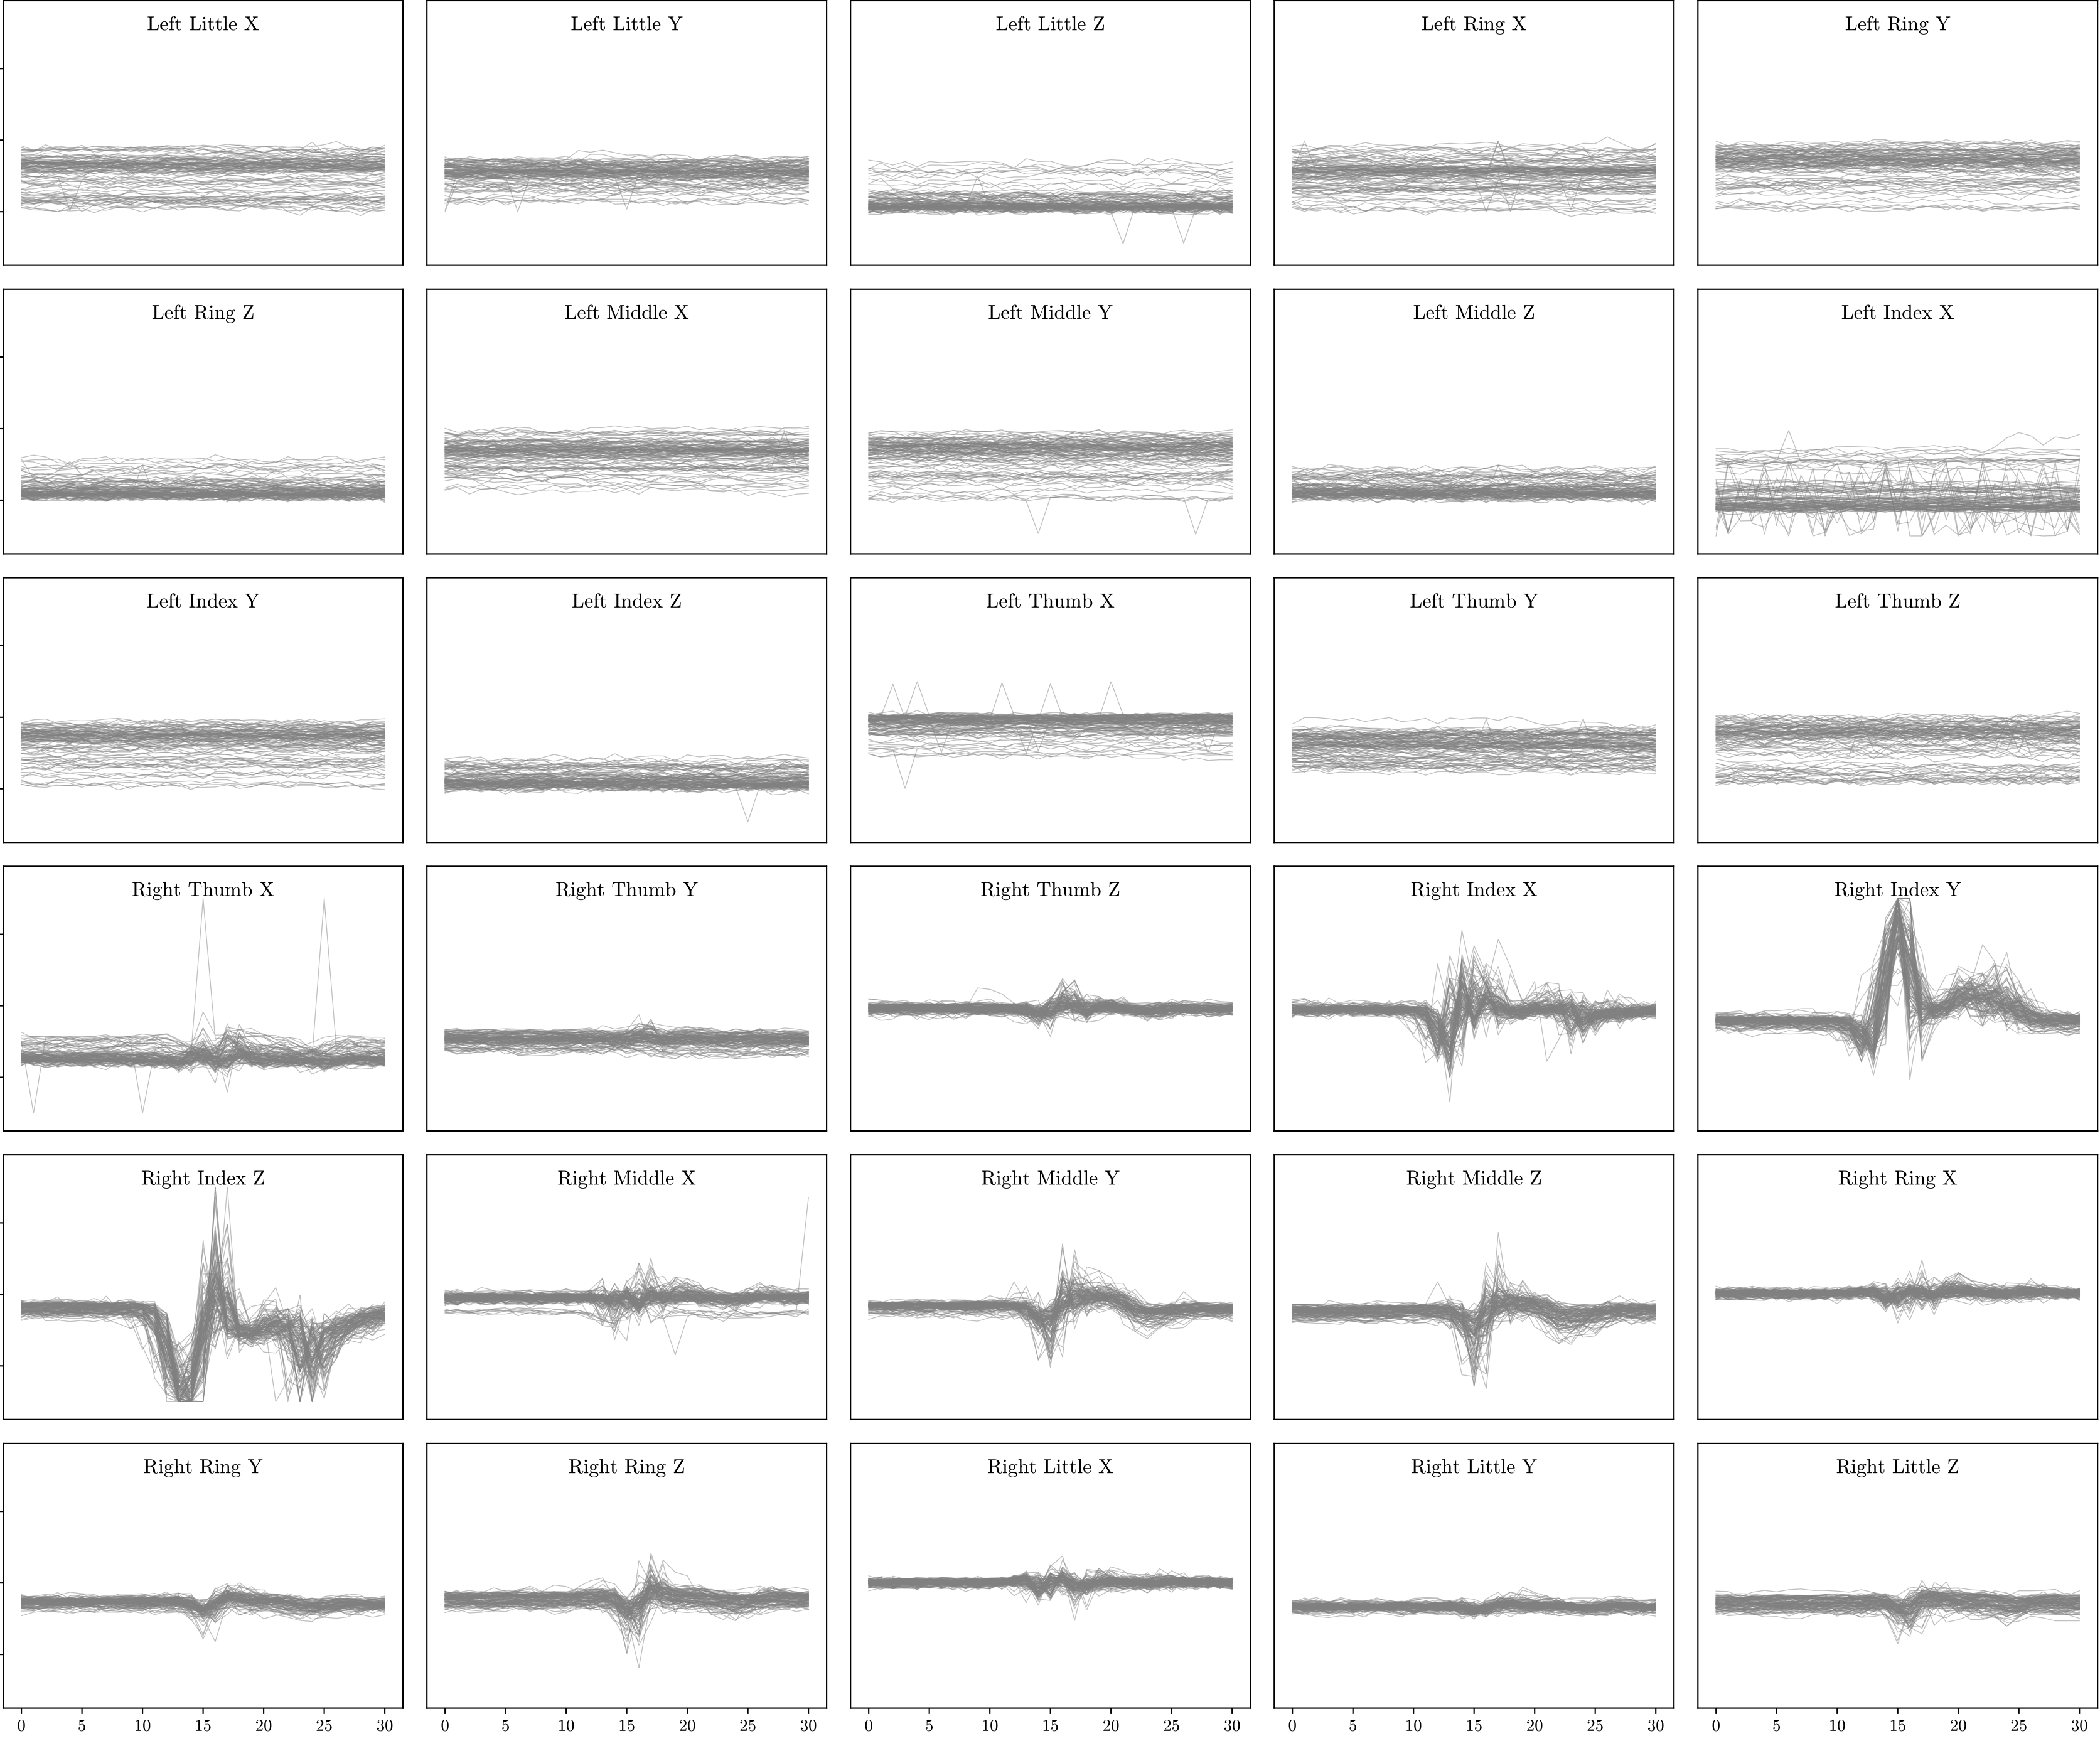 Left Little X Left Little Y Left Little Z Left Ring X Left Ring Y
Left Ring Z Left Middle X Left Middle Y Left Middle Z Left Index X
Left Index Y Left Index Z Left Thumb X Left Thumb Y Left Thumb Z
Right Thumb X Right Thumb Y Right Thumb Z Right Index X Right Index Y
Right Index Z Right Middle X Right Middle Y Right Middle Z Right Ring X
Right Ring Y Right Ring Z Right Little X Right Little Y Right Little Z
0 5 10 15 20 25 30 0 5 10 15 20 25 30 0 5 10 15 20 25 30 0 5 10 15 20 25 30 0 5 10 15 20 25 30